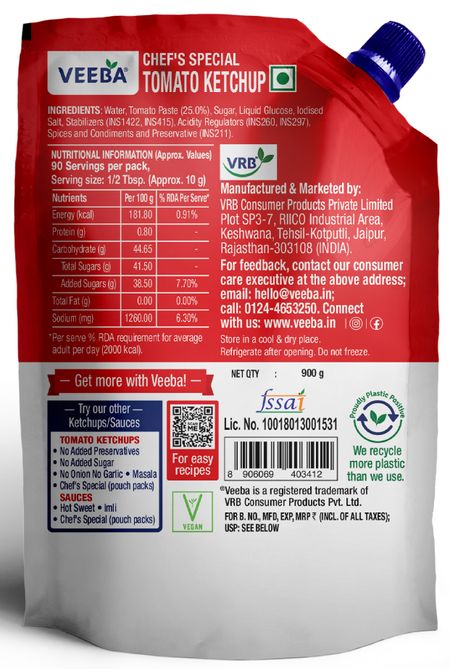 VEEBA®
CHEF'S SPECIAL
TOMATO KETCHUP
INGREDIENTS: Water, Tomato Paste (25.0%), Sugar, Liquid Glucose, Iodised
Salt, Stabilizers (INS1422, INS415), Acidity Regulators (INS260, INS297),
Spices and Condiments and Preservative (INS211).
NUTRITIONAL INFORMATION (Approx. Values)
90 Servings per pack,
Serving size: 1/2 Tbsp. (Approx. 10 g)
Nutrients Per 100 g % RDA Per Serve*
Energy (kcal) 181.80 0.91%
Protein (g) 0.80 -
Carbohydrate (g) 44.65 -
Total Sugars (g) 41.50 -
Added Sugars (g) 38.50 7.70%
Total Fat (g) 0.00 0.00%
Sodium (mg) 1260.00 6.30%
*Per serve % RDA requirement for average
adult per day (2000 kcal).
VRB
Manufactured & Marketed by:
VRB Consumer Products Private Limited
Plot SP3-7, RIICO Industrial Area,
Keshwana, Tehsil-Kotputli, Jaipur,
Rajasthan-303108 (INDIA).
For feedback, contact our consumer
care executive at the above address;
email: hello@veeba.in;
call: 0124-4653250. Connect
with us: www.veeba.in
Store in a cool & dry place.
Refrigerate after opening. Do not freeze.
Get more with Veeba!
Try our other
Ketchups/Sauces
TOMATO KETCHUPS
• No Added Preservatives
• No Added Sugar
• No Onion No Garlic • Masala
• Chef's Special (pouch packs)
SAUCES
• Hot Sweet • Imli
• Chef's Special (pouch packs)
SCAN ME
For easy
recipes
VEGAN
NET QTY : 900 g
fssai
Lic. No. 10018013001531
8 906069 403412
Proudly Plastic Positive
We recycle
more plastic
than we use.
®Veeba is a registered trademark of
VRB Consumer Products Pvt. Ltd.
FOR B. NO., MFD, EXP, MRP ₹ (INCL. OF ALL TAXES);
USP: SEE BELOW